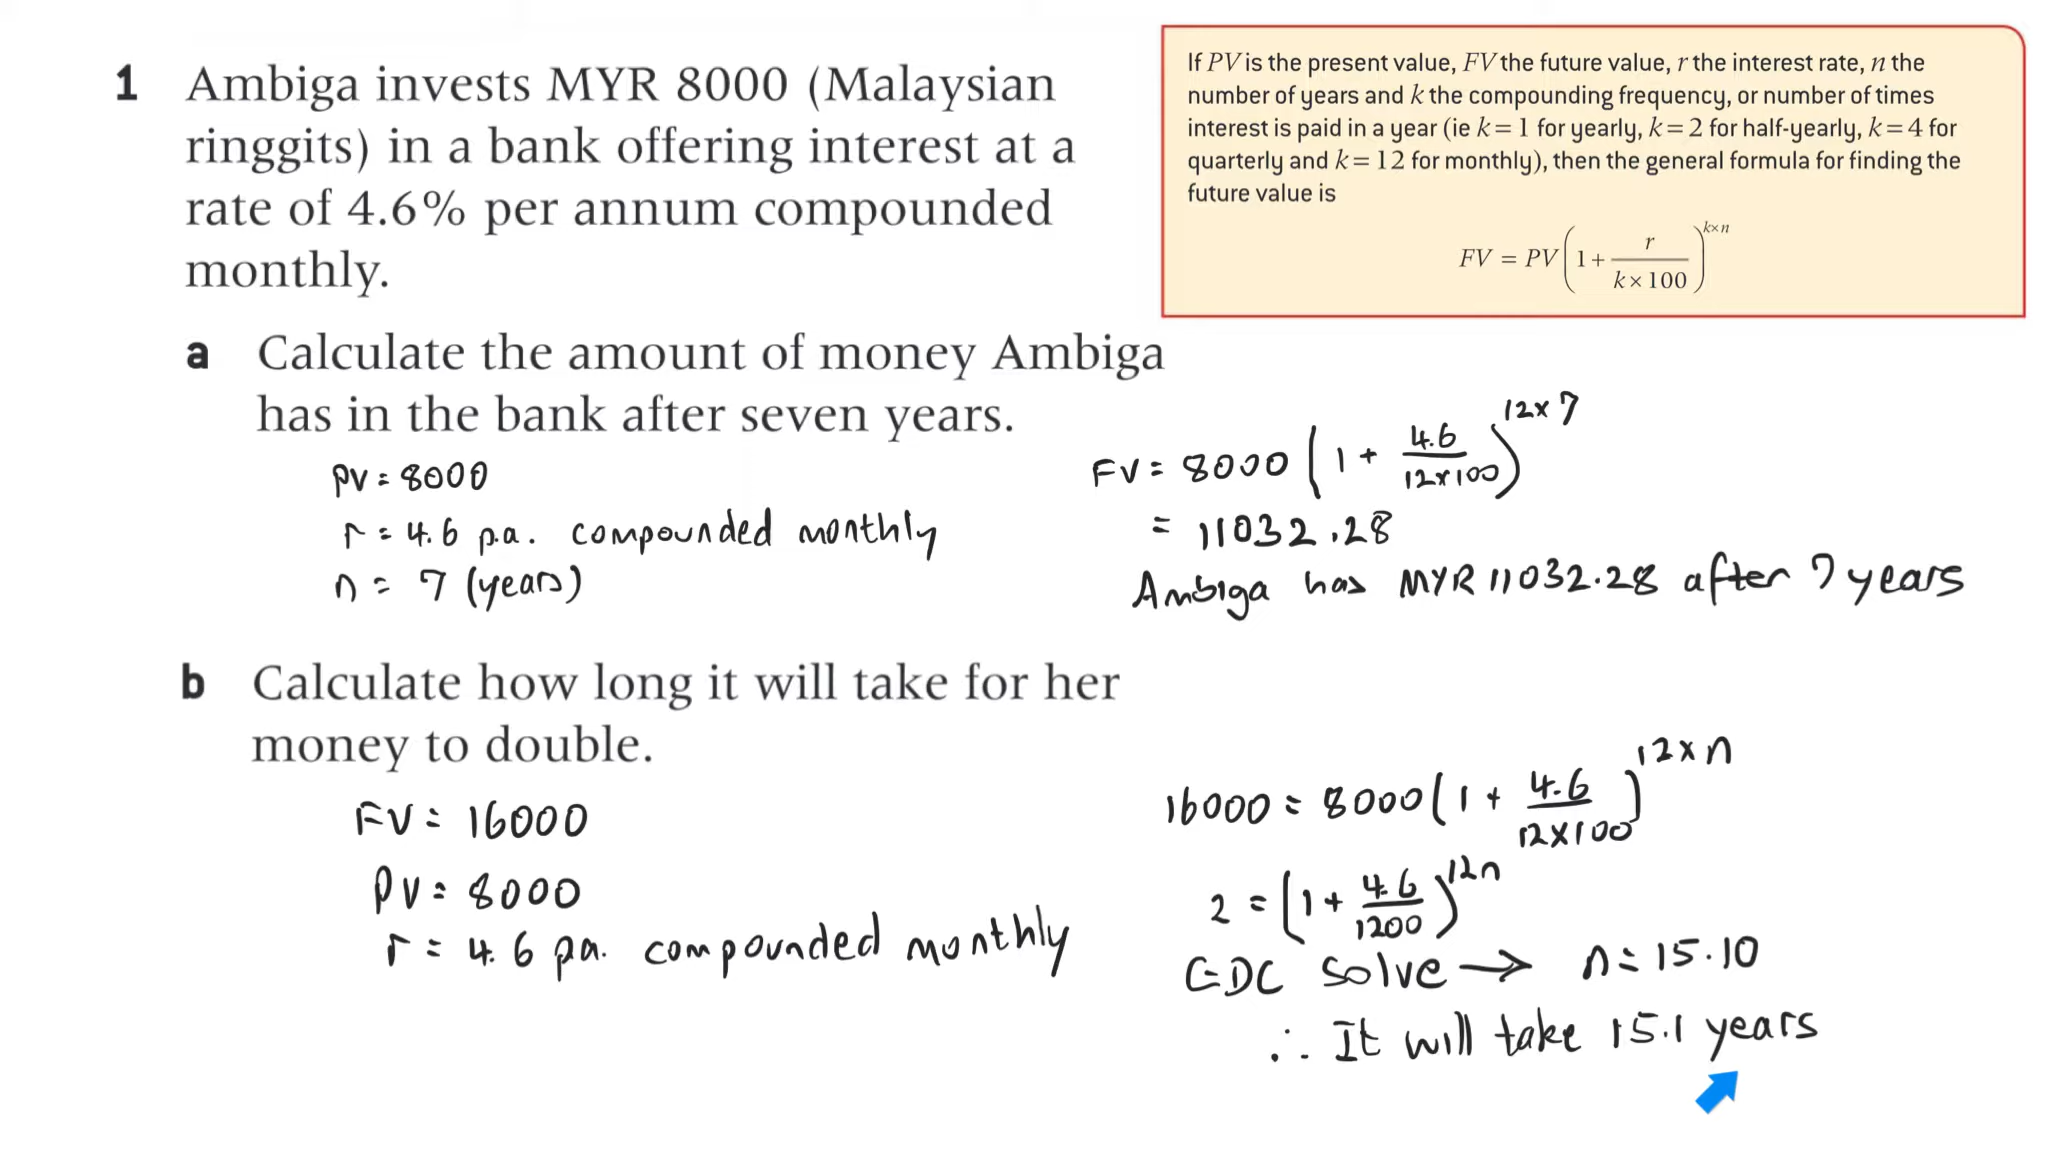 1 Ambiga invests MYR 8000 (Malaysian
ringgits) in a bank offering interest at a
rate of 4.6% per annum compounded
monthly.
If PV is the present value, FV the future value, r the interest rate, n the
number of years and k the compounding frequency, or number of times
interest is paid in a year (ie k = 1 for yearly, k = 2 for half-yearly, k = 4 for
quarterly and k = 12 for monthly), then the general formula for finding the
future value is
FV = PV(1 + r/(k × 100))^(k×n)
a Calculate the amount of money Ambiga
has in the bank after seven years.
PV = 8000
r = 4.6 p.a. compounded monthly
n = 7 (years)
FV = 8000 (1 + 4.6/(12×100))^(12×7)
= 11032.28
Ambiga has MYR 11032.28 after 7 years
b Calculate how long it will take for her
money to double.
FV = 16000
PV = 8000
r = 4.6 pa. compounded monthly
16000 = 8000(1 + 4.6/(12×100))^(12×n)
2 = (1 + 4.6/1200)^(12n)
GDC solve → n = 15.10
∴ It will take 15.1 years